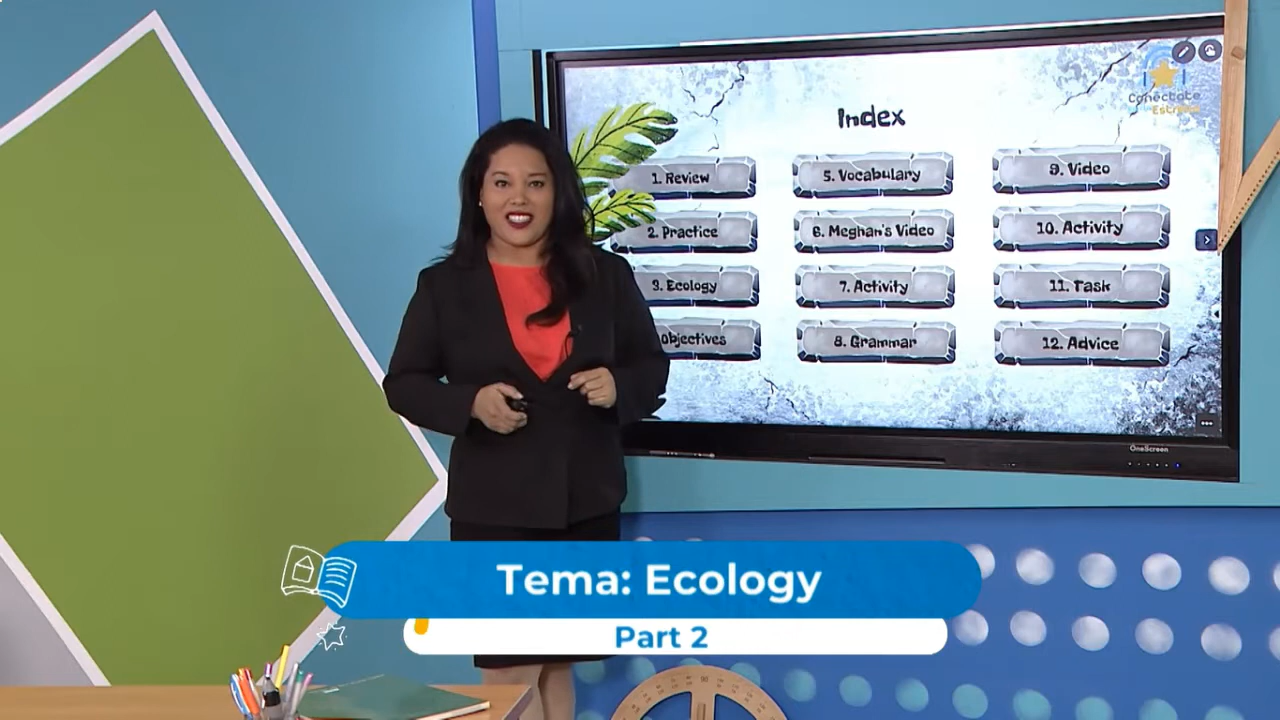 Conéctate
Estrella
Index
1. Review
5. Vocabulary
9. Video
2. Practice
6. Meghan's Video
10. Activity
3. Ecology
7. Activity
11. Task
Objectives
8. Grammar
12. Advice
OneScreen
Tema: Ecology
Part 2